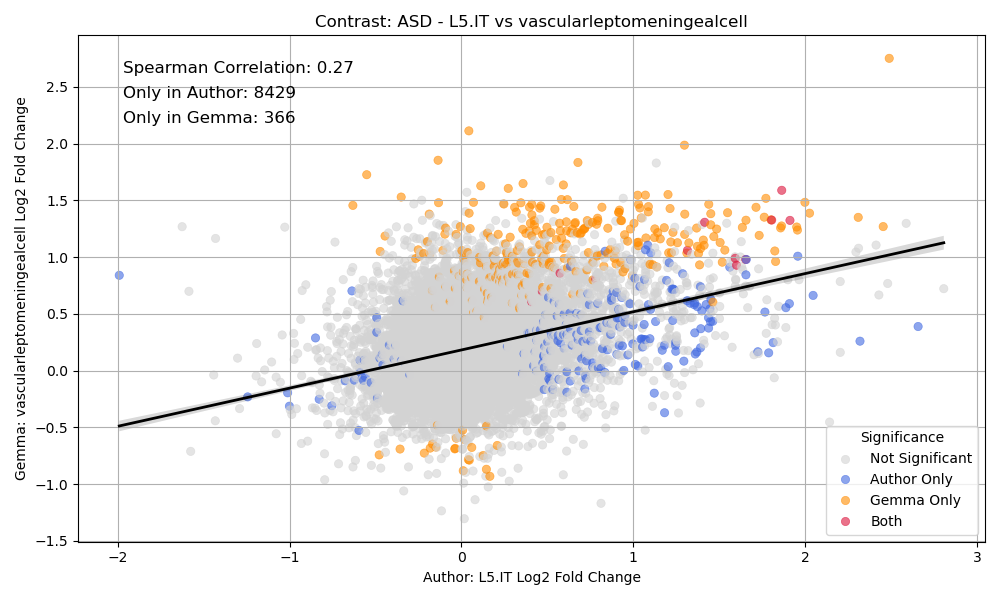 Contrast: ASD - L5.IT vs vascularleptomeningealcell
Spearman Correlation: 0.27
Only in Author: 8429
Only in Gemma: 366
Gemma: vascularleptomeningealcell Log2 Fold Change
2.5
2.0
1.5
1.0
0.5
0.0
−0.5
−1.0
−1.5
Significance
Not Significant
Author Only
Gemma Only
Both
−2
−1
0
1
2
3
Author: L5.IT Log2 Fold Change